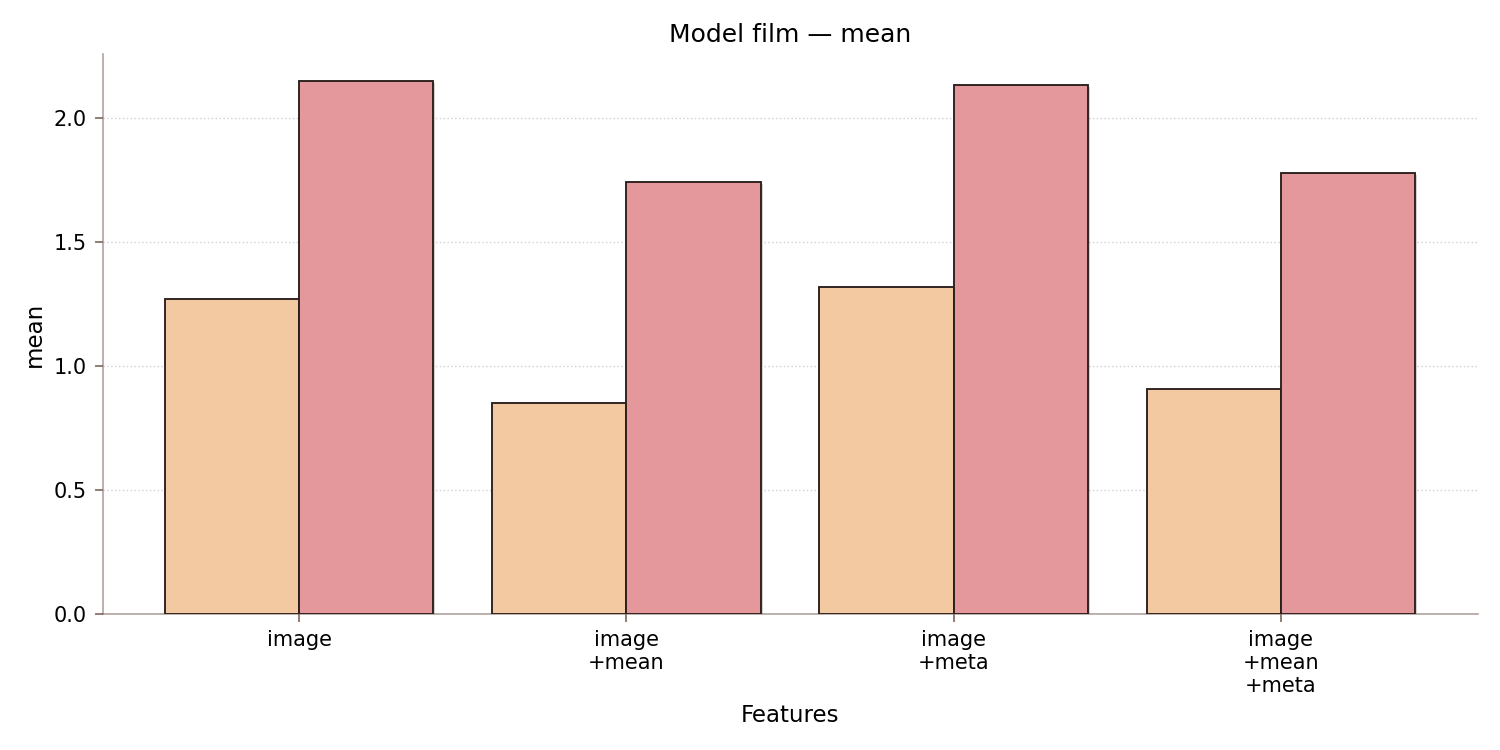 Model film — mean
mean
2.0
1.5
1.0
0.5
0.0
image
image
+mean
image
+meta
image
+mean
+meta
Features